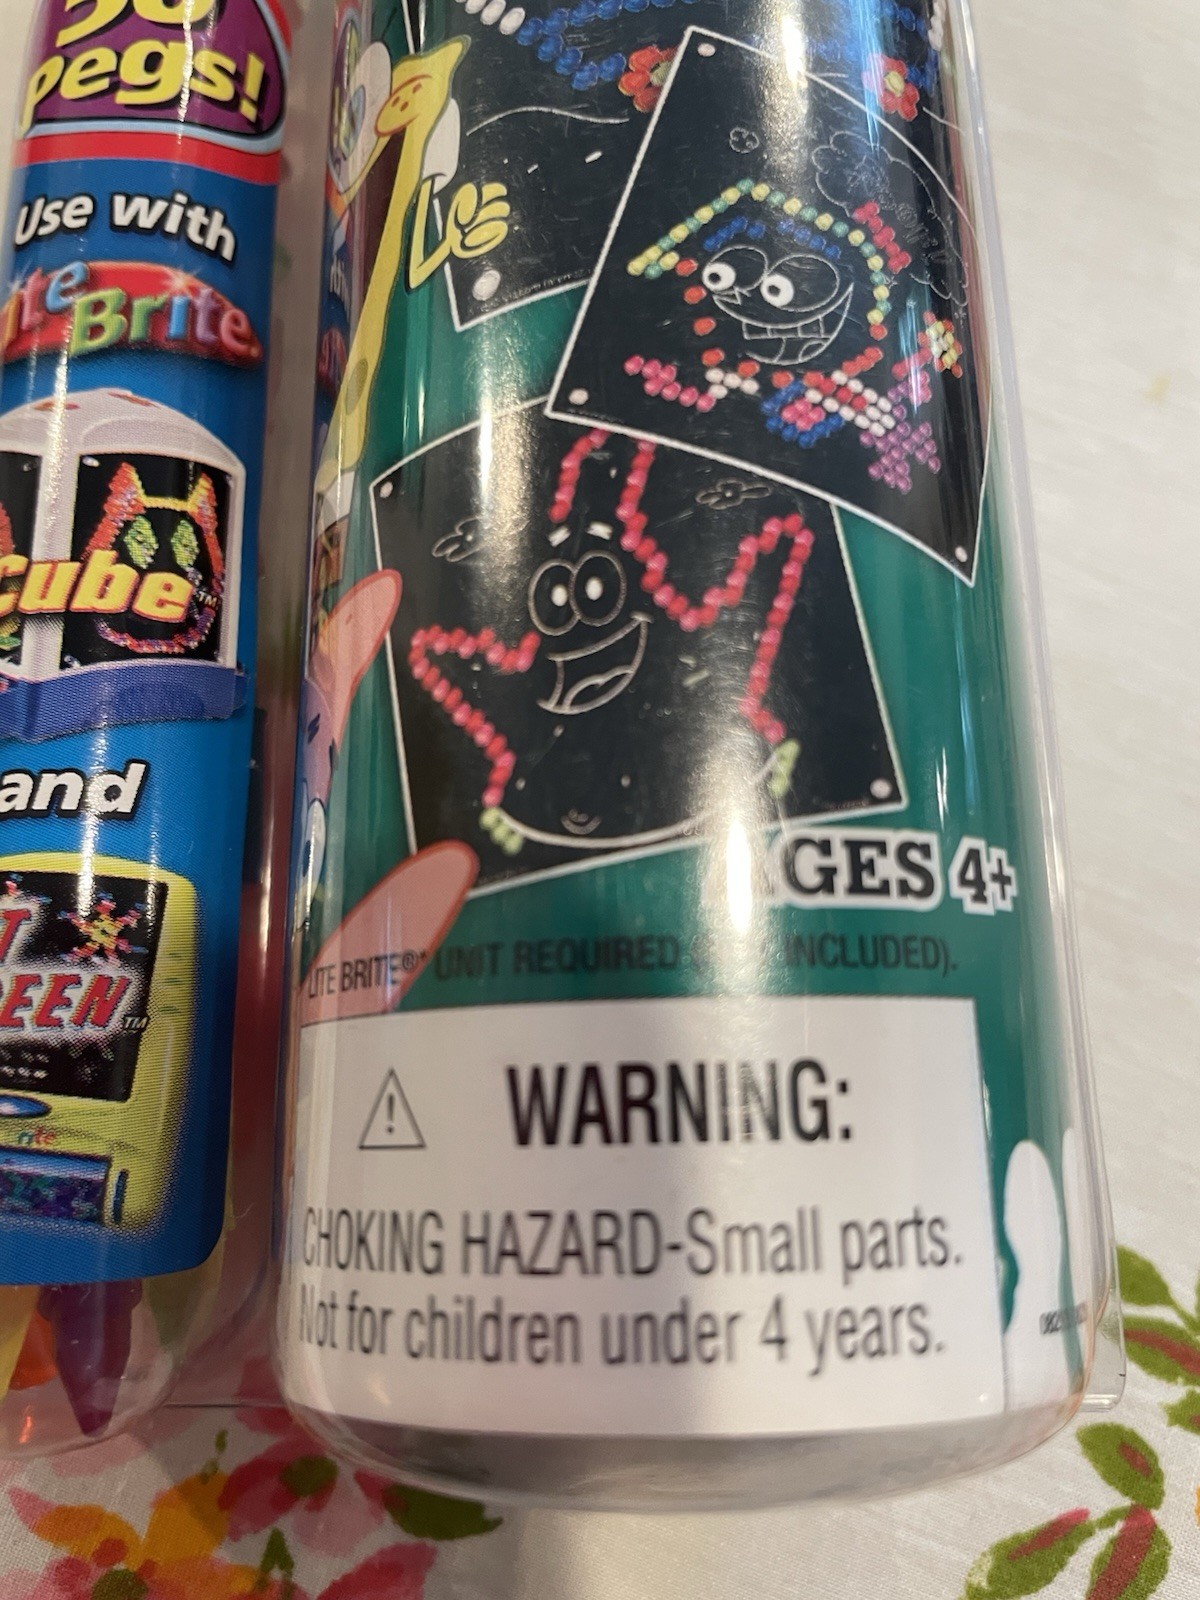 Pegs!
Use with
Brite
Cube™
and
AGES 4+
LITE BRITE® UNIT REQUIRED INCLUDED).
WARNING:
CHOKING HAZARD-Small parts.
Not for children under 4 years.